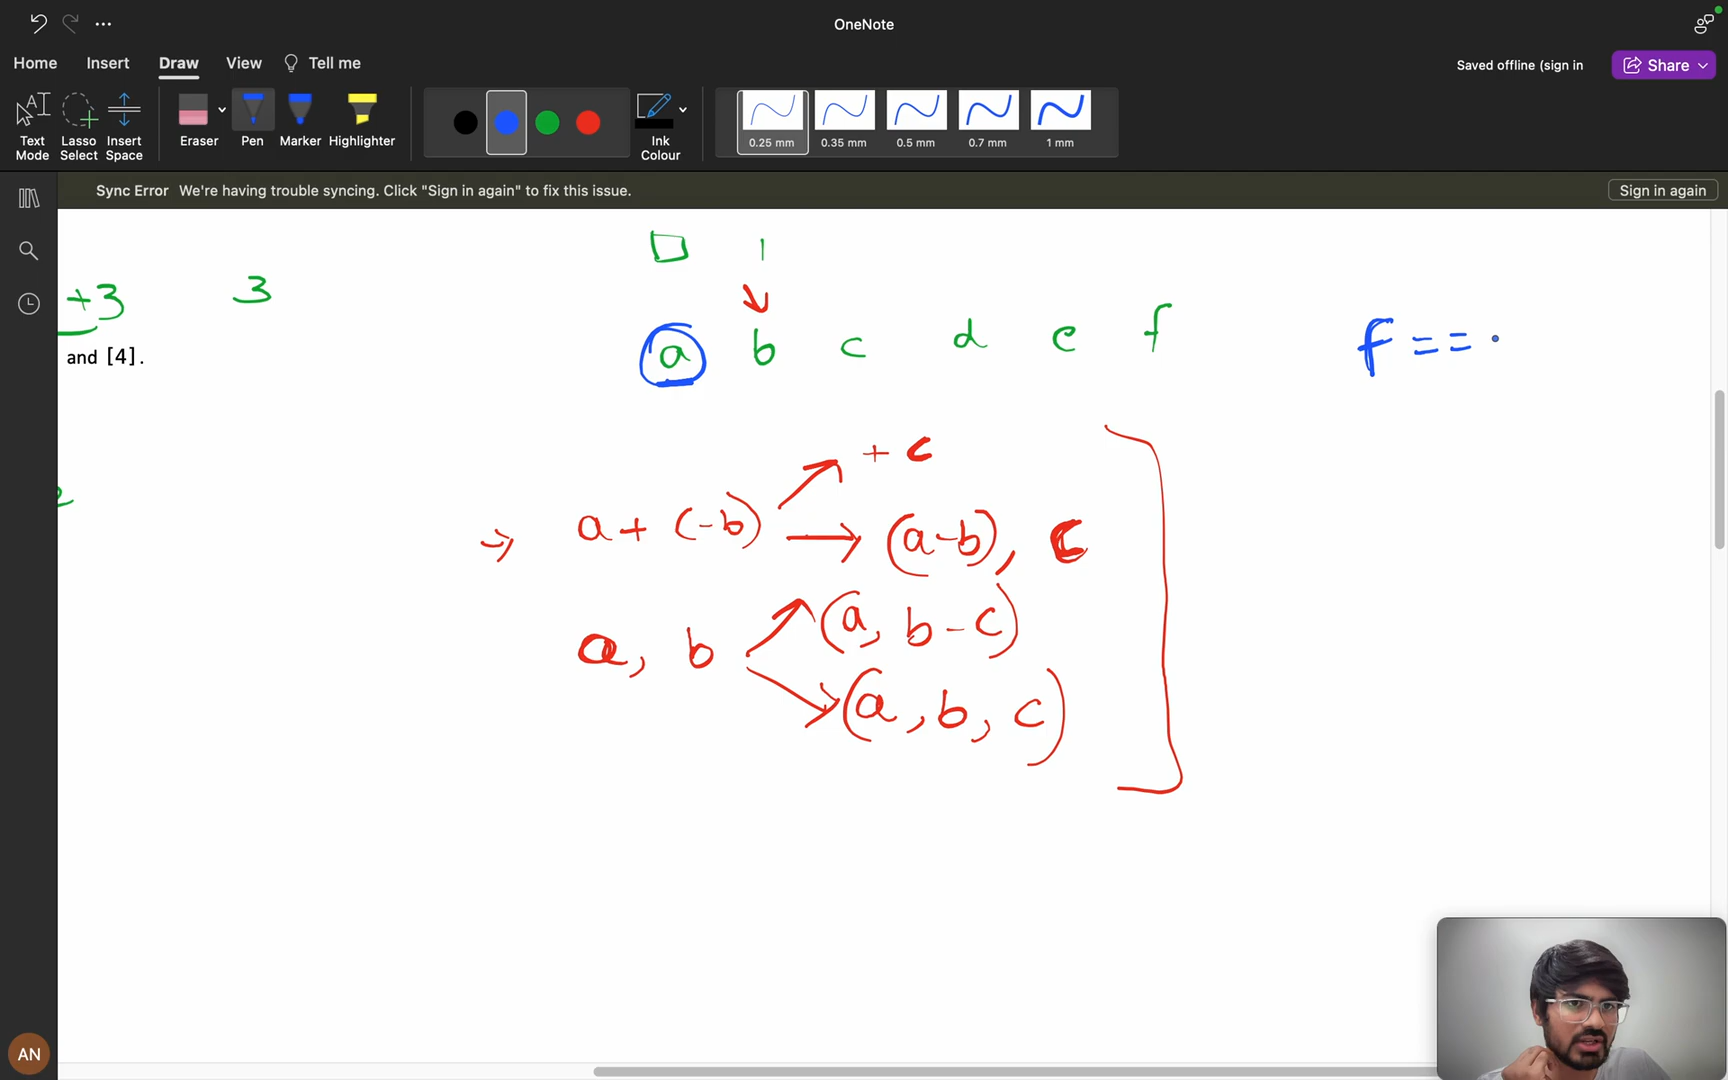 OneNote
Home Insert Draw View Tell me
Saved offline (sign in
Share
Text Mode
Lasso Select
Insert Space
Eraser
Pen
Marker
Highlighter
Ink Colour
0.25 mm
0.35 mm
0.5 mm
0.7 mm
1 mm
Sync Error We're having trouble syncing. Click "Sign in again" to fix this issue.
Sign in again
+3 3
and [4].
a b c d e f
f ==
+ c
=> a + (-b) → (a-b), c
(a, b - c)
a, b
(a, b, c)
AN